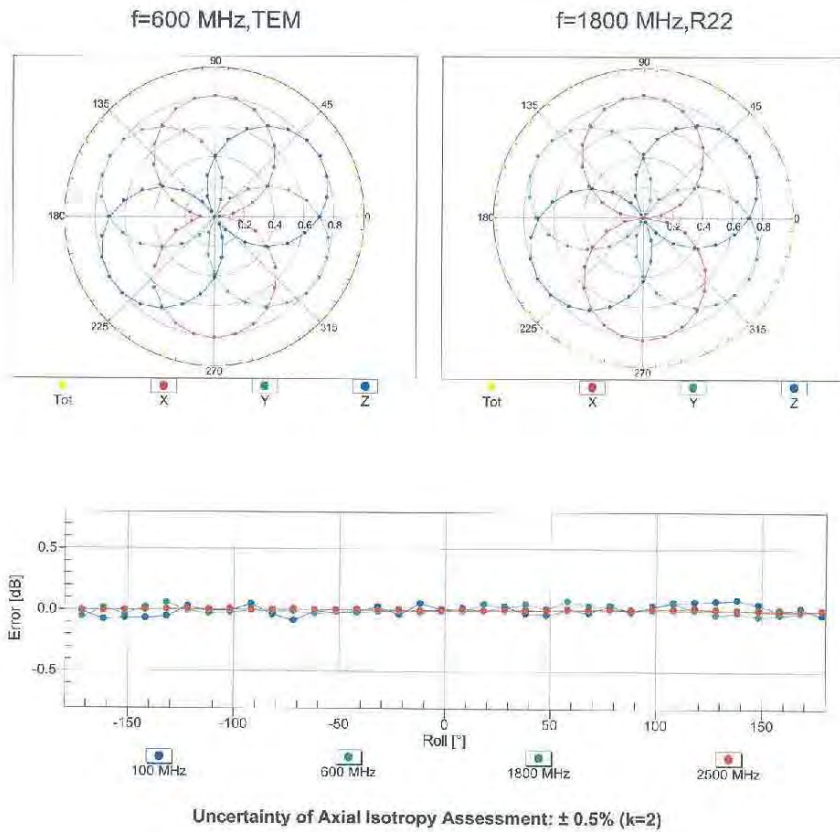 f=600 MHz,TEM
f=1800 MHz,R22
90
135
45
180
0.2 0.4 0.6 0.8
0
225
315
270
Tot
X
Y
Z
90
135
45
180
0.2 0.4 0.6 0.8
0
225
315
270
Tot
X
Y
Z
Error [dB]
0.5
0.0
-0.5
-150 -100 -50 0 50 100 150
Roll [°]
100 MHz
600 MHz
1800 MHz
2500 MHz
Uncertainty of Axial Isotropy Assessment: ± 0.5% (k=2)